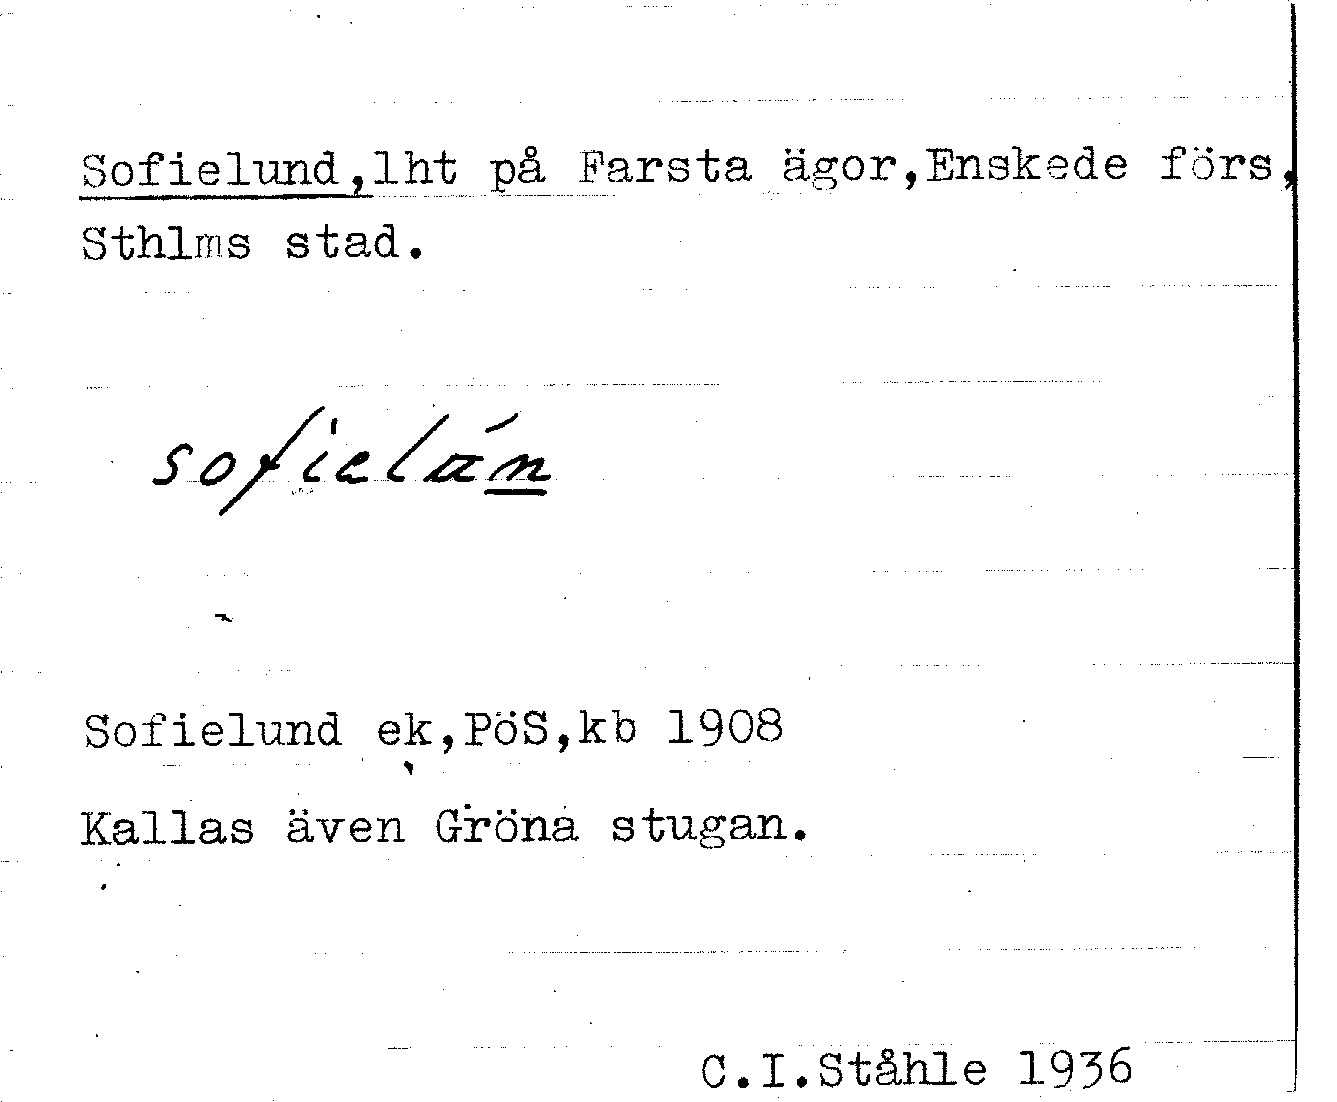 Sofielund,lht på Farsta ägor,Enskede förs,
Sthlms stad.
sofielán
Sofielund ek,PöS,kb 1908
Kallas även Gröna stugan.
C.I.Ståhle 1936